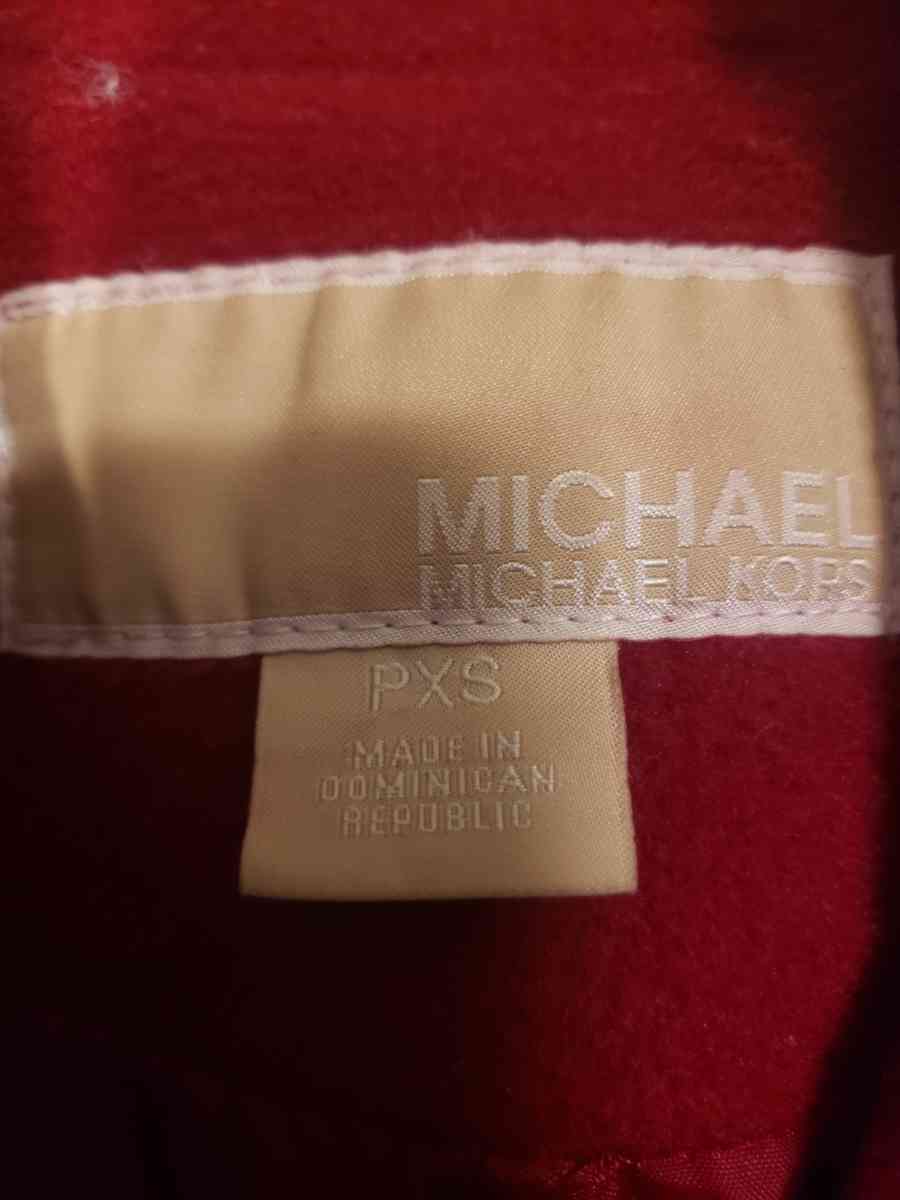 MICHAEL
MICHAEL KORS
PXS
MADE IN
DOMINICAN
REPUBLIC